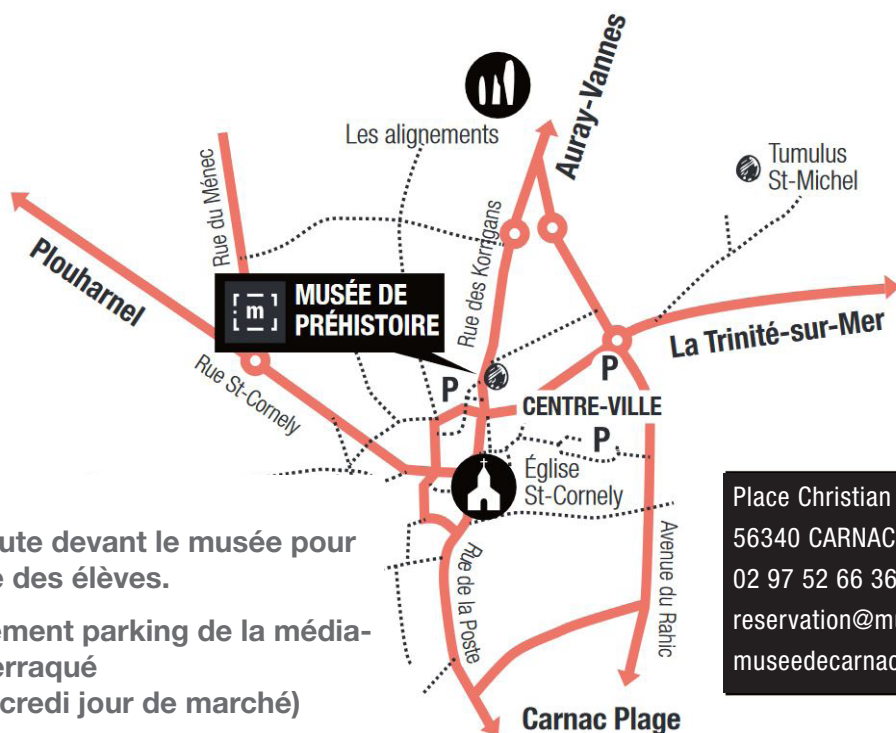 Auray-Vannes
Les alignements
Rue du Ménec
Tumulus
St-Michel
Plouharnel
Rue des Korrigans
m
MUSÉE DE
PRÉHISTOIRE
La Trinité-sur-Mer
Rue St-Cornely
P
P
CENTRE-VILLE
P
Église
St-Cornely
Rue de la Poste
Avenue du Rahic
Carnac Plage
ute devant le musée pour
e des élèves.
ement parking de la média-
erraqué
credi jour de marché)
Place Christian
56340 CARNAC
02 97 52 66 36
reservation@mu
museedecarnac